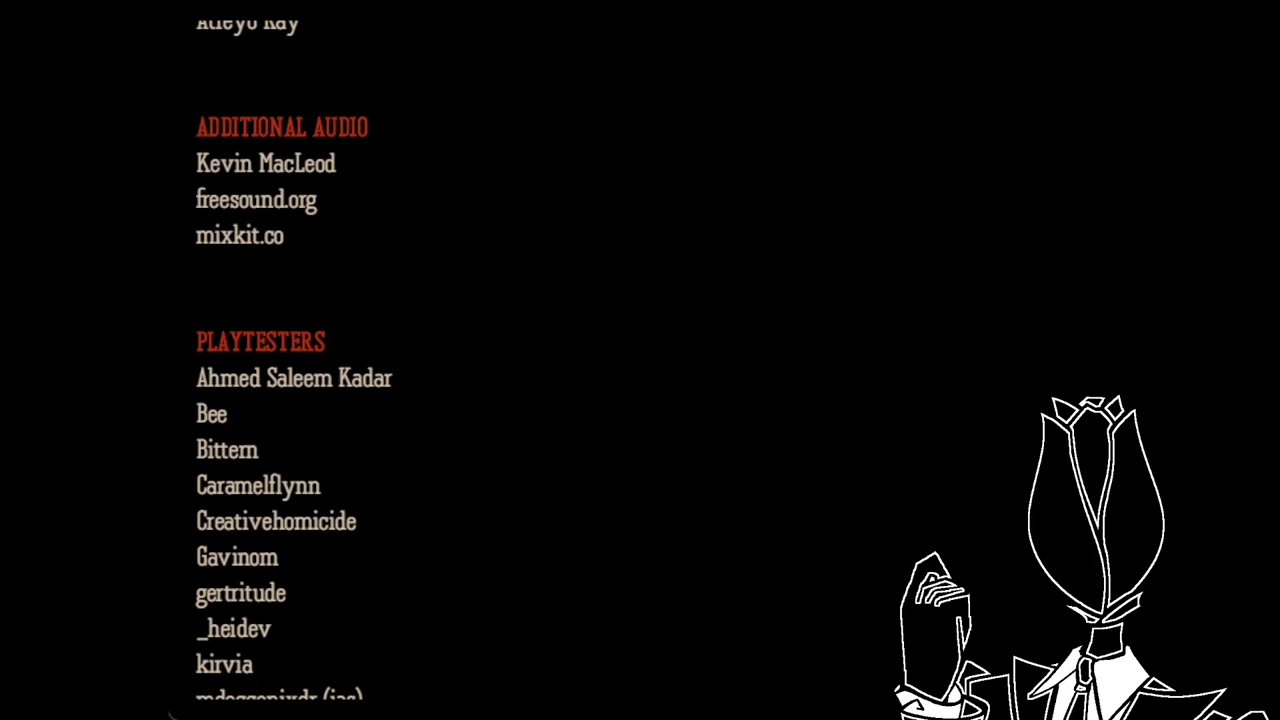 ADDITIONAL AUDIO
Kevin MacLeod
freesound.org
mixkit.co
PLAYTESTERS
Ahmed Saleem Kadar
Bee
Bittern
Caramelflynn
Creativehomicide
Gavinom
gertritude
_heidev
kirvia